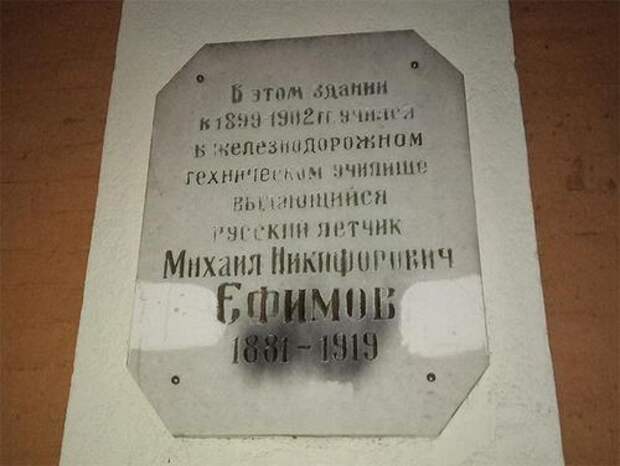 В этом здании
в 1899-1902 гг. учился
в железнодорожном
техническом училище
выдающийся
русский летчик
Михаил Никифорович
Ефимов
1881-1919